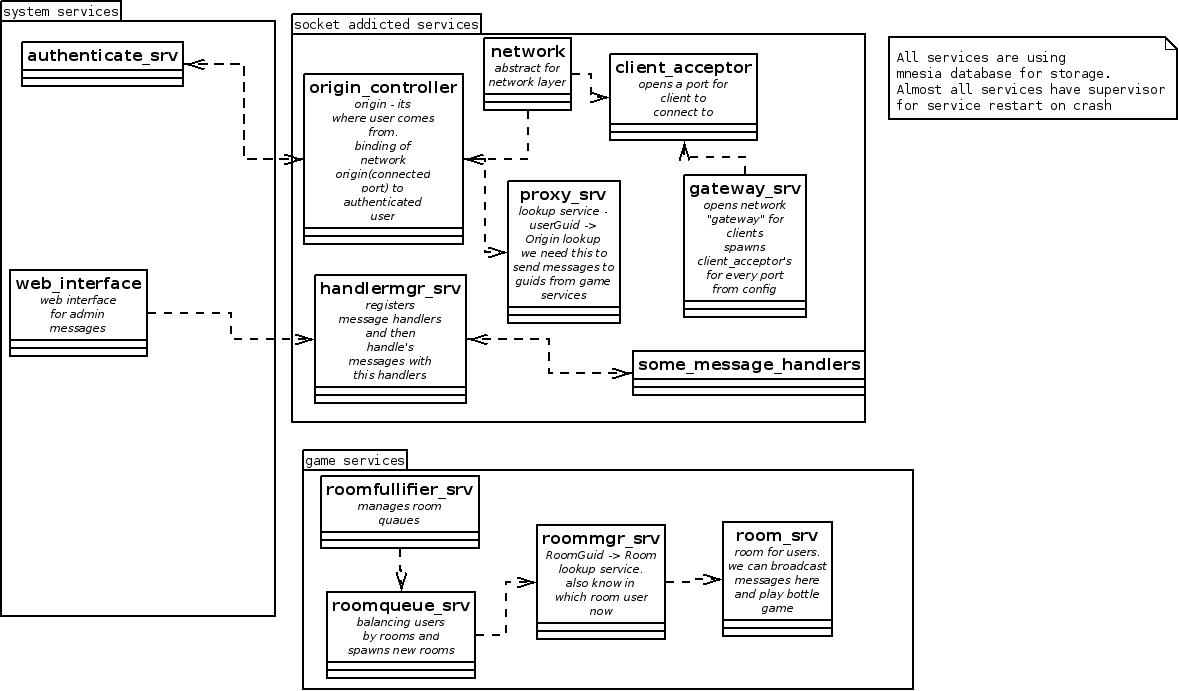 system services
authenticate_srv
web_interface
web interface
for admin
messages
socket addicted services
origin_controller
origin - its
where user comes
from.
binding of
network
origin(connected
port) to
authenticated
user
network
abstract for
network layer
client_acceptor
opens a port for
client to
connect to
proxy_srv
lookup service -
userGuid ->
Origin lookup
we need this to
send messages to
guids from game
services
gateway_srv
opens network
"gateway" for
clients
spawns
client_acceptor's
for every port
from config
handlermgr_srv
registers
message handlers
and then
handle's
messages with
this handlers
some_message_handlers
All services are using
mnesia database for storage.
Almost all services have supervisor
for service restart on crash
game services
roomfullifier_srv
manages room
quaues
roomqueue_srv
balancing users
by rooms and
spawns new rooms
roommgr_srv
RoomGuid -> Room
lookup service.
also know in
which room user
now
room_srv
room for users.
we can broadcast
messages here
and play bottle
game